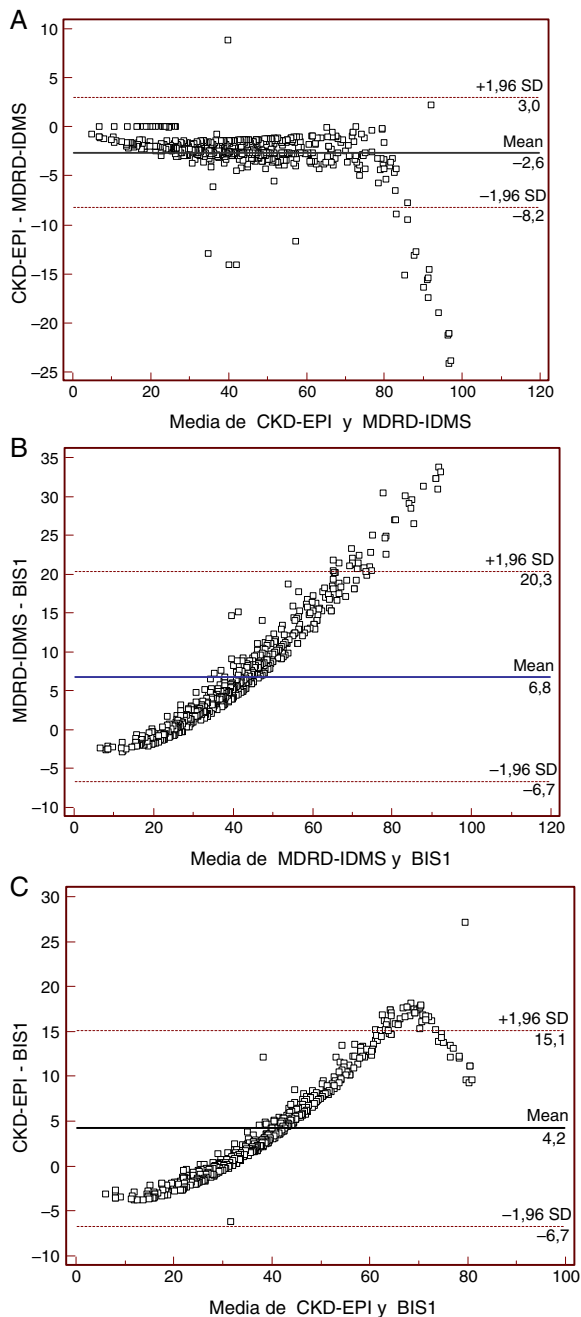 A
10
5
0
−5
−10
−15
−20
−25
CKD-EPI - MDRD-IDMS
+1,96 SD
3,0
Mean
−2,6
−1,96 SD
−8,2
0 20 40 60 80 100 120
Media de CKD-EPI y MDRD-IDMS
B
35
30
25
20
15
10
5
0
−5
−10
MDRD-IDMS - BIS1
+1,96 SD
20,3
Mean
6,8
−1,96 SD
−6,7
0 20 40 60 80 100 120
Media de MDRD-IDMS y BIS1
C
30
25
20
15
10
5
0
−5
−10
CKD-EPI - BIS1
+1,96 SD
15,1
Mean
4,2
−1,96 SD
−6,7
0 20 40 60 80 100
Media de CKD-EPI y BIS1